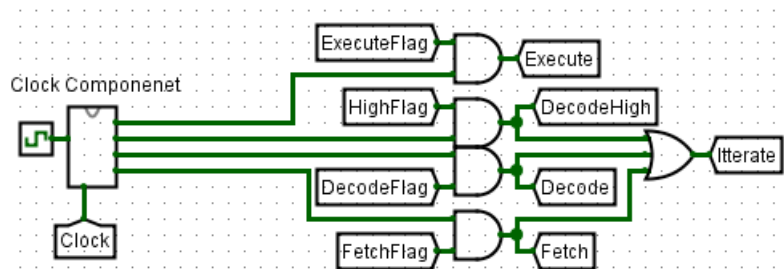 ExecuteFlag
Execute
Clock Componenet
HighFlag
DecodeHigh
Itterate
DecodeFlag
Decode
Clock
FetchFlag
Fetch